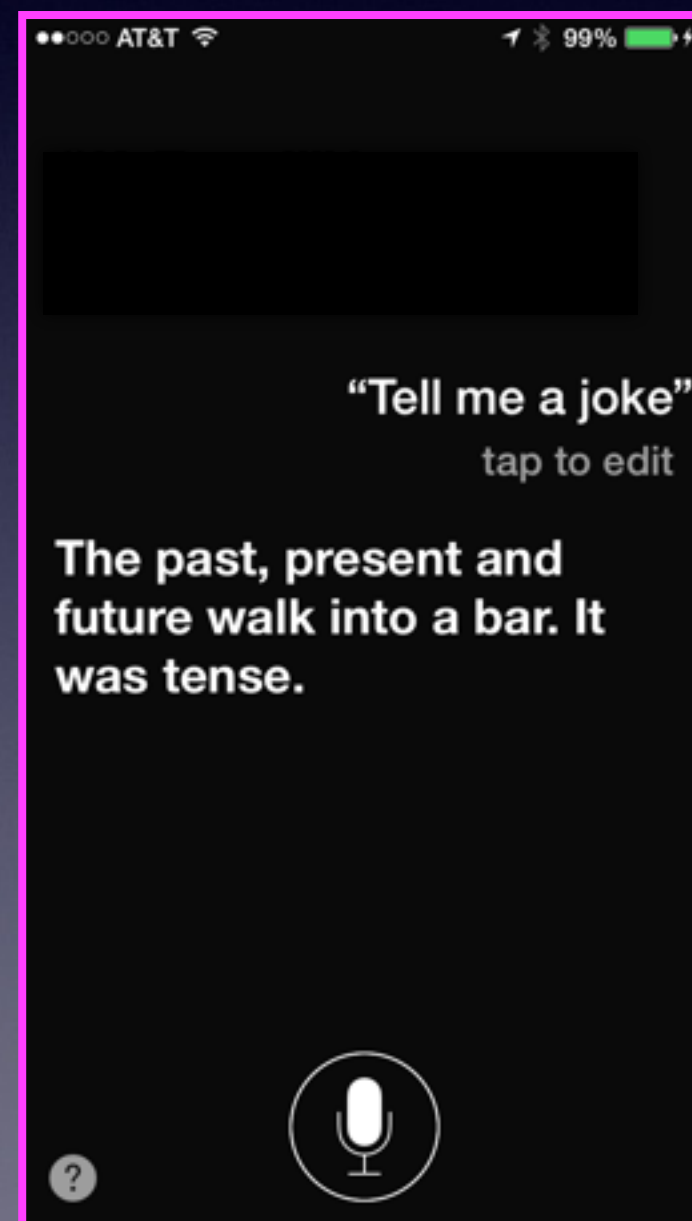 AT&T 99%
“Tell me a joke”
tap to edit
The past, present and
future walk into a bar. It
was tense.
?